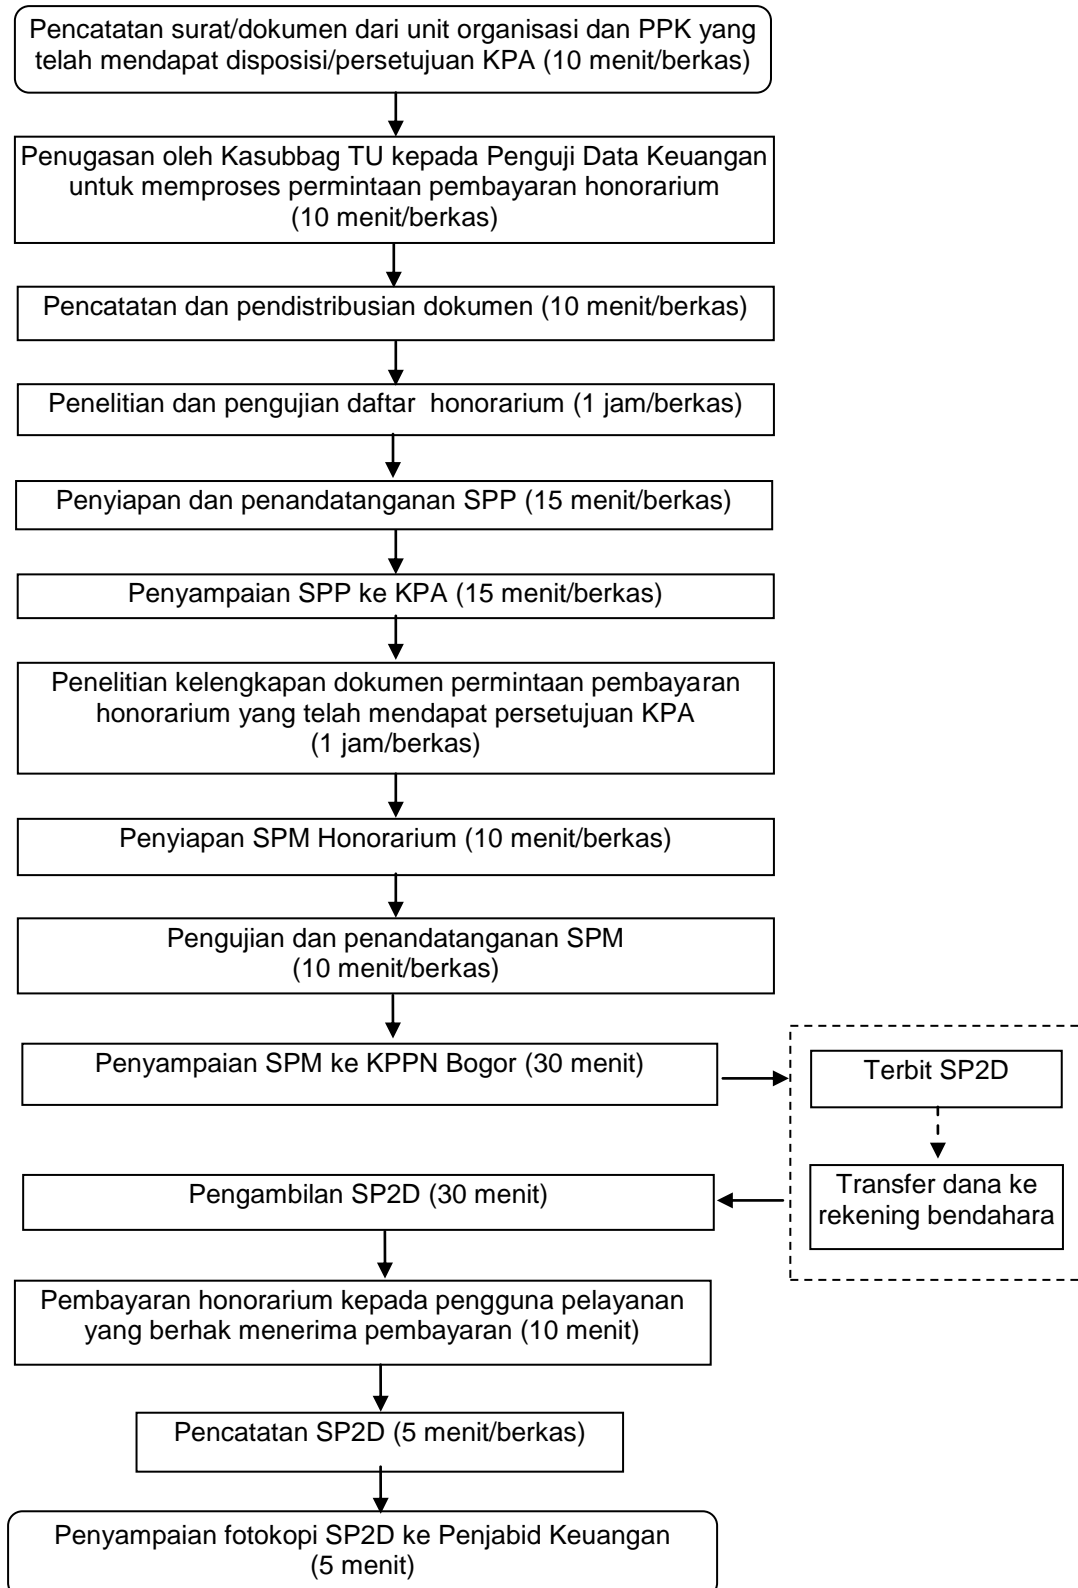 Pencatatan surat/dokumen dari unit organisasi dan PPK yang
telah mendapat disposisi/persetujuan KPA (10 menit/berkas)
Penugasan oleh Kasubbag TU kepada Penguji Data Keuangan
untuk memproses permintaan pembayaran honorarium
(10 menit/berkas)
Pencatatan dan pendistribusian dokumen (10 menit/berkas)
Penelitian dan pengujian daftar honorarium (1 jam/berkas)
Penyiapan dan penandatanganan SPP (15 menit/berkas)
Penyampaian SPP ke KPA (15 menit/berkas)
Penelitian kelengkapan dokumen permintaan pembayaran
honorarium yang telah mendapat persetujuan KPA
(1 jam/berkas)
Penyiapan SPM Honorarium (10 menit/berkas)
Pengujian dan penandatanganan SPM
(10 menit/berkas)
Penyampaian SPM ke KPPN Bogor (30 menit)
Terbit SP2D
Transfer dana ke
rekening bendahara
Pengambilan SP2D (30 menit)
Pembayaran honorarium kepada pengguna pelayanan
yang berhak menerima pembayaran (10 menit)
Pencatatan SP2D (5 menit/berkas)
Penyampaian fotokopi SP2D ke Penjabid Keuangan
(5 menit)